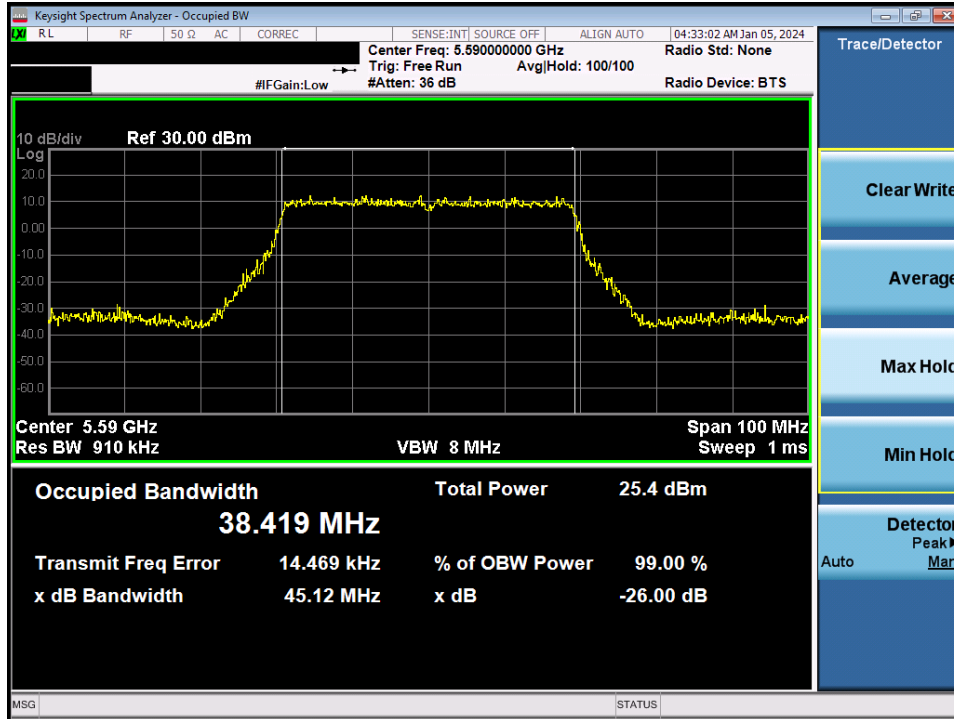 Keysight Spectrum Analyzer - Occupied BW
LXI RL RF 50 Ω AC CORREC SENSE:INT SOURCE OFF ALIGN AUTO 04:33:02 AM Jan 05, 2024
Center Freq: 5.590000000 GHz Radio Std: None
Trig: Free Run Avg|Hold: 100/100
#IFGain:Low #Atten: 36 dB Radio Device: BTS
10 dB/div Ref 30.00 dBm
Log
20.0
10.0
0.00
-10.0
-20.0
-30.0
-40.0
-50.0
-60.0
Center 5.59 GHz Span 100 MHz
Res BW 910 kHz VBW 8 MHz Sweep 1 ms
Occupied Bandwidth Total Power 25.4 dBm
38.419 MHz
Transmit Freq Error 14.469 kHz % of OBW Power 99.00 %
x dB Bandwidth 45.12 MHz x dB -26.00 dB
MSG STATUS
Trace/Detector
Clear Write
Average
Max Hold
Min Hold
Detector
Peak
Auto Man